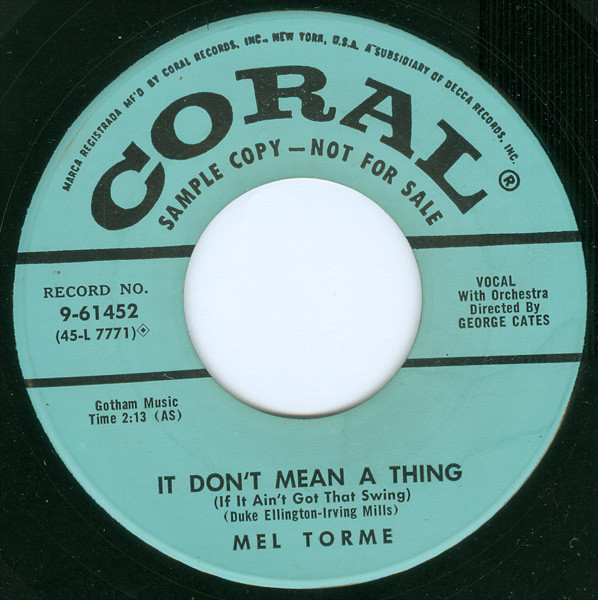 MARCA REGISTRADA MF'D BY CORAL RECORDS, INC., NEW YORK, U.S.A. A SUBSIDIARY OF DECCA RECORDS, INC.
CORAL®
SAMPLE COPY — NOT FOR SALE
RECORD NO.
9-61452
(45-L 7771)
VOCAL
With Orchestra
Directed By
GEORGE CATES
Gotham Music
Time 2:13 (AS)
IT DON'T MEAN A THING
(If It Ain't Got That Swing)
(Duke Ellington-Irving Mills)
MEL TORME